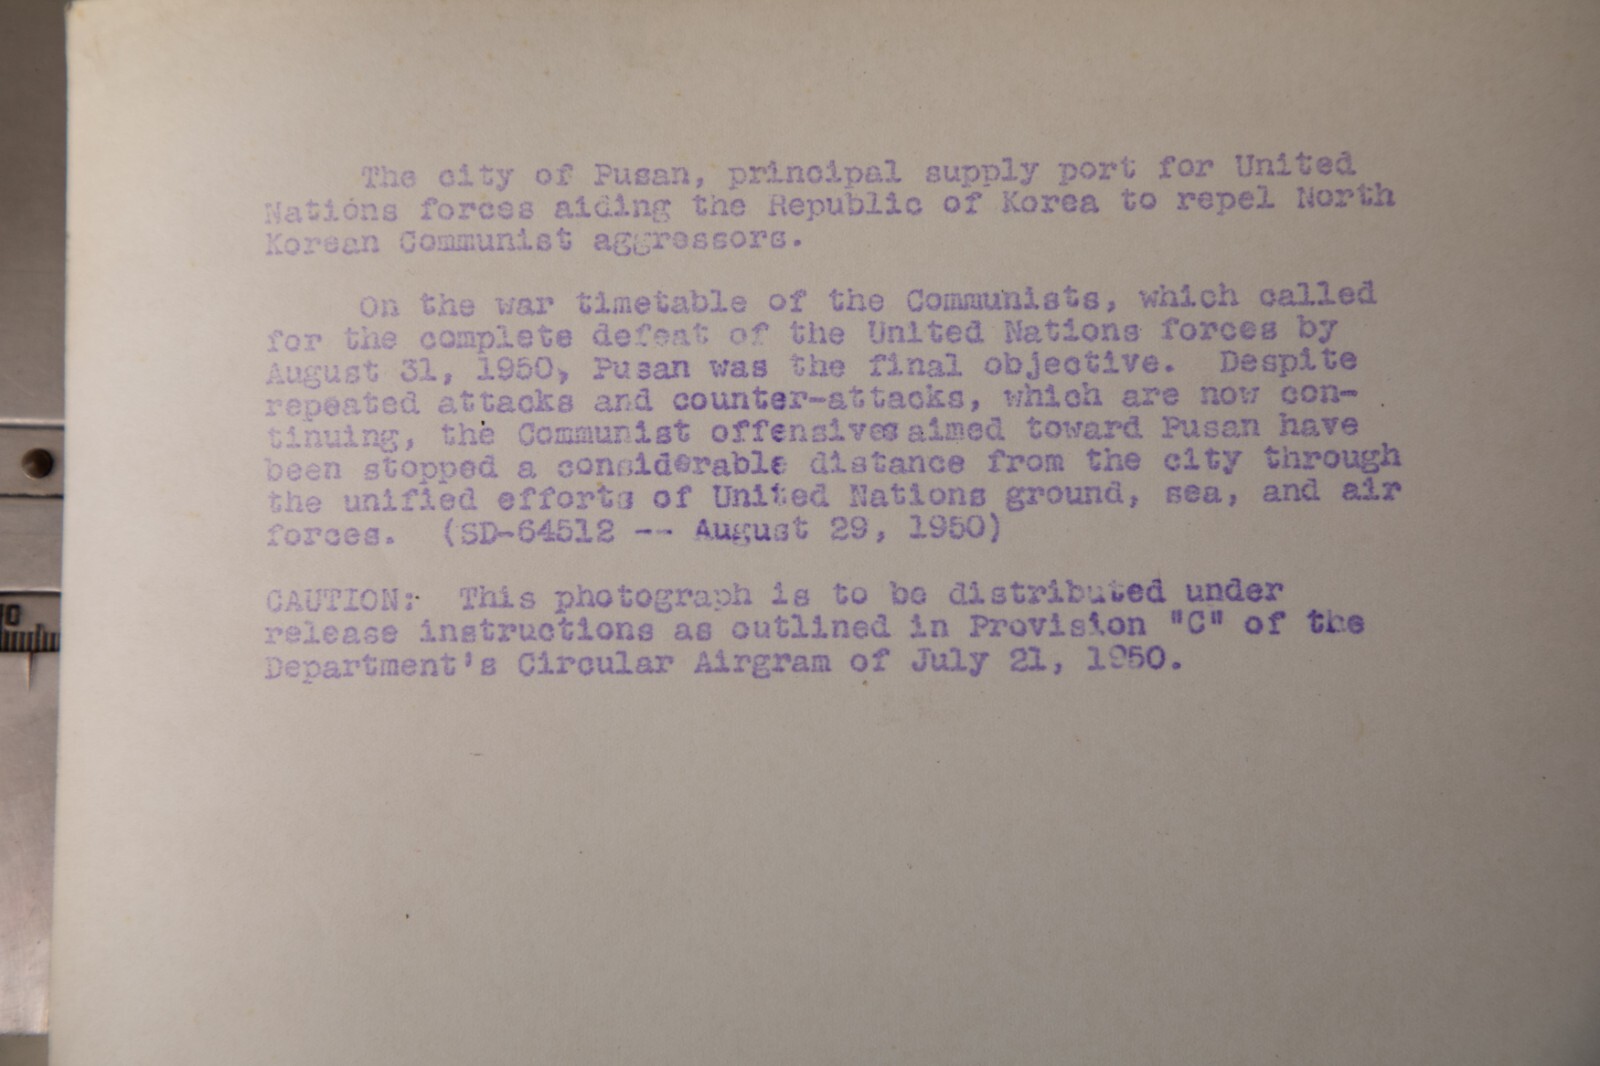 The city of Pusan, principal supply port for United
Nations forces aiding the Republic of Korea to repel North
Korean Communist aggressors.
On the war timetable of the Communists, which called
for the complete defeat of the United Nations forces by
August 31, 1950, Pusan was the final objective. Despite
repeated attacks and counter-attacks, which are now con-
tinuing, the Communist offensives aimed toward Pusan have
been stopped a considerable distance from the city through
the unified efforts of United Nations ground, sea, and air
forces. (SD-64512 -- August 29, 1950)
CAUTION: This photograph is to be distributed under
release instructions as outlined in Provision "C" of the
Department's Circular Airgram of July 21, 1950.